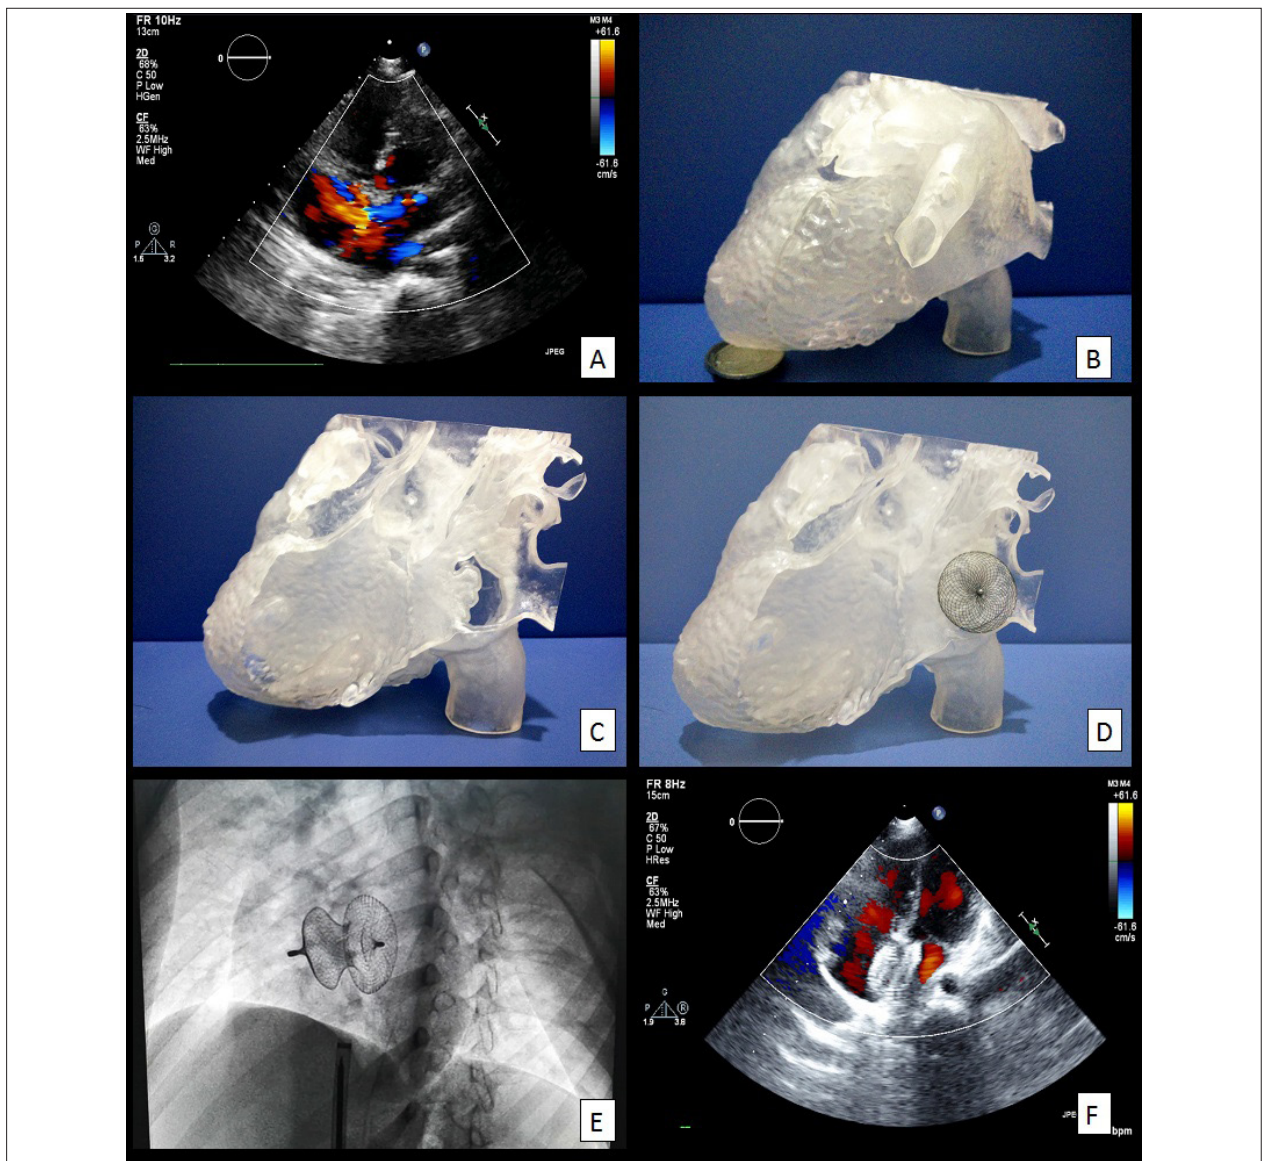 FR 10Hz
13cm
2D
68%
C 50
P Low
HGen
CF
63%
2.5MHz
WF High
Med
0
P
M3 M4
+61.6
-61.6
cm/s
X
G
P R
1.6 3.2
JPEG
A
B
C
D
E
FR 8Hz
15cm
2D
67%
C 50
P Low
HRes
CF
63%
2.5MHz
WF High
Med
0
P
M3 M4
+61.6
-61.6
cm/s
X
G
P R
1.9 3.8
JPE
bpm
F